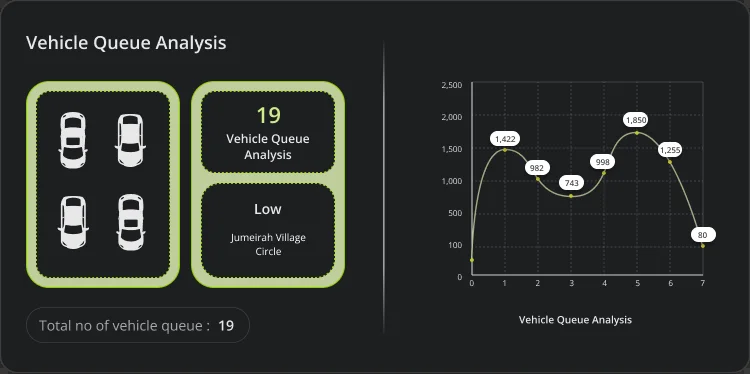 Vehicle Queue Analysis
19
Vehicle Queue
Analysis
Low
Jumeirah Village
Circle
Total no of vehicle queue : 19
2,500
2,000
1,500
1,000
500
100
0
1,422
982
743
998
1,850
1,255
80
0 1 2 3 4 5 6 7
Vehicle Queue Analysis